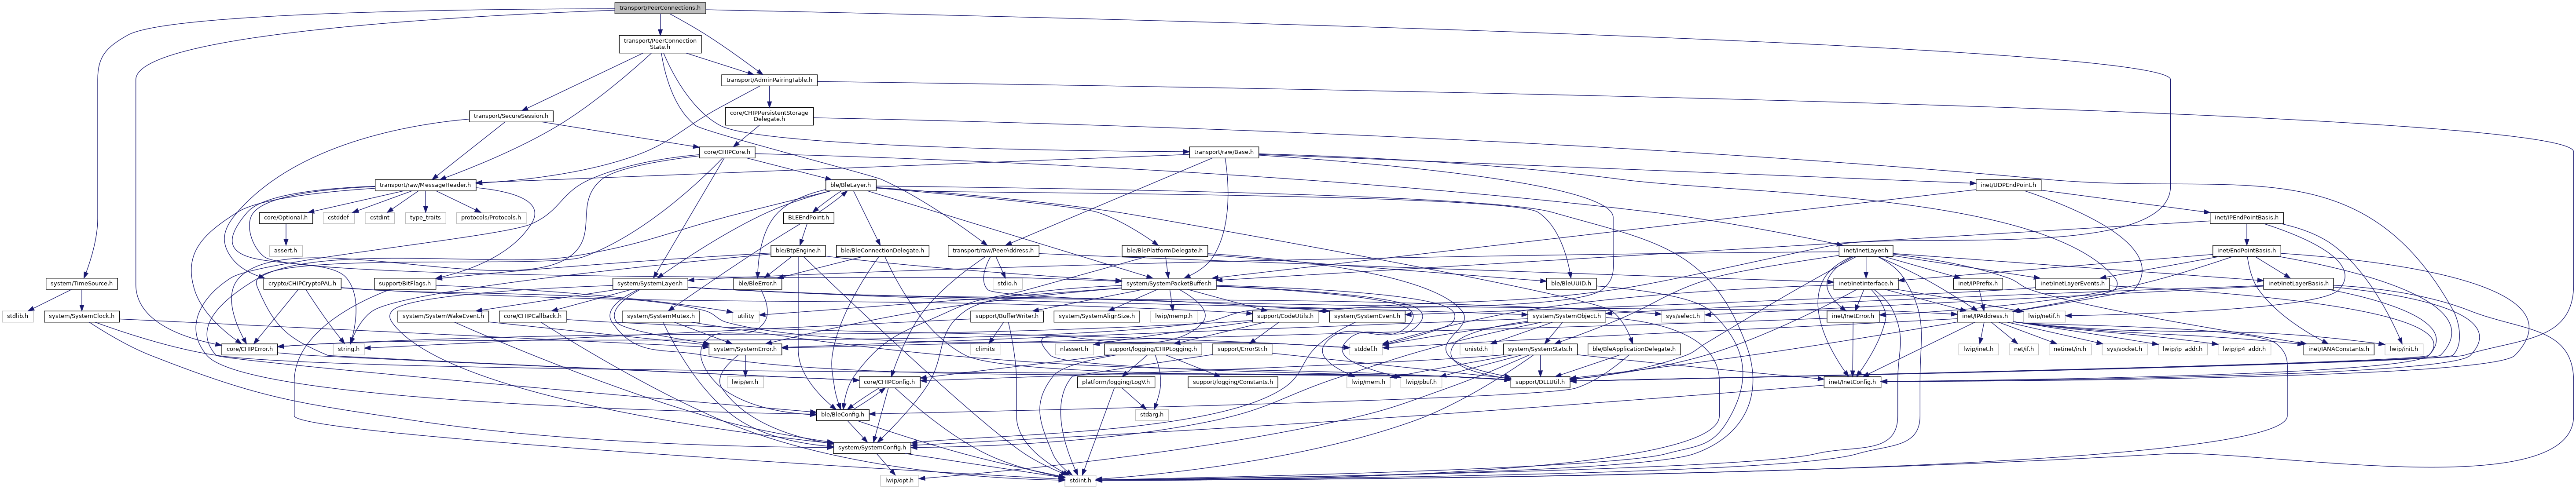 transport/PeerConnections.h
transport/PeerConnection
State.h
transport/AdminPairingTable.h
transport/SecureSession.h
core/CHIPPersistentStorage
Delegate.h
core/CHIPCore.h
transport/raw/Base.h
transport/raw/MessageHeader.h
ble/BleLayer.h
inet/UDPEndPoint.h
core/Optional.h
cstddef
cstdint
type_traits
protocols/Protocols.h
BLEEndPoint.h
inet/IPEndPointBasis.h
assert.h
ble/BtpEngine.h
ble/BleConnectionDelegate.h
transport/raw/PeerAddress.h
ble/BlePlatformDelegate.h
inet/InetLayer.h
inet/EndPointBasis.h
system/TimeSource.h
crypto/CHIPCryptoPAL.h
support/BitFlags.h
system/SystemLayer.h
ble/BleError.h
stdio.h
system/SystemPacketBuffer.h
ble/BleUUID.h
inet/InetInterface.h
inet/IPPrefix.h
inet/InetLayerEvents.h
inet/InetLayerBasis.h
stdlib.h
system/SystemClock.h
system/SystemWakeEvent.h
core/CHIPCallback.h
system/SystemMutex.h
utility
support/BufferWriter.h
system/SystemAlignSize.h
lwip/memp.h
support/CodeUtils.h
system/SystemEvent.h
system/SystemObject.h
sys/select.h
inet/InetError.h
inet/IPAddress.h
lwip/netif.h
core/CHIPError.h
string.h
system/SystemError.h
climits
nlassert.h
support/logging/CHIPLogging.h
support/ErrorStr.h
stddef.h
unistd.h
system/SystemStats.h
ble/BleApplicationDelegate.h
lwip/inet.h
net/if.h
netinet/in.h
sys/socket.h
lwip/ip_addr.h
lwip/ip4_addr.h
inet/IANAConstants.h
lwip/init.h
lwip/err.h
core/CHIPConfig.h
platform/logging/LogV.h
support/logging/Constants.h
lwip/mem.h
lwip/pbuf.h
support/DLLUtil.h
inet/InetConfig.h
ble/BleConfig.h
stdarg.h
system/SystemConfig.h
lwip/opt.h
stdint.h